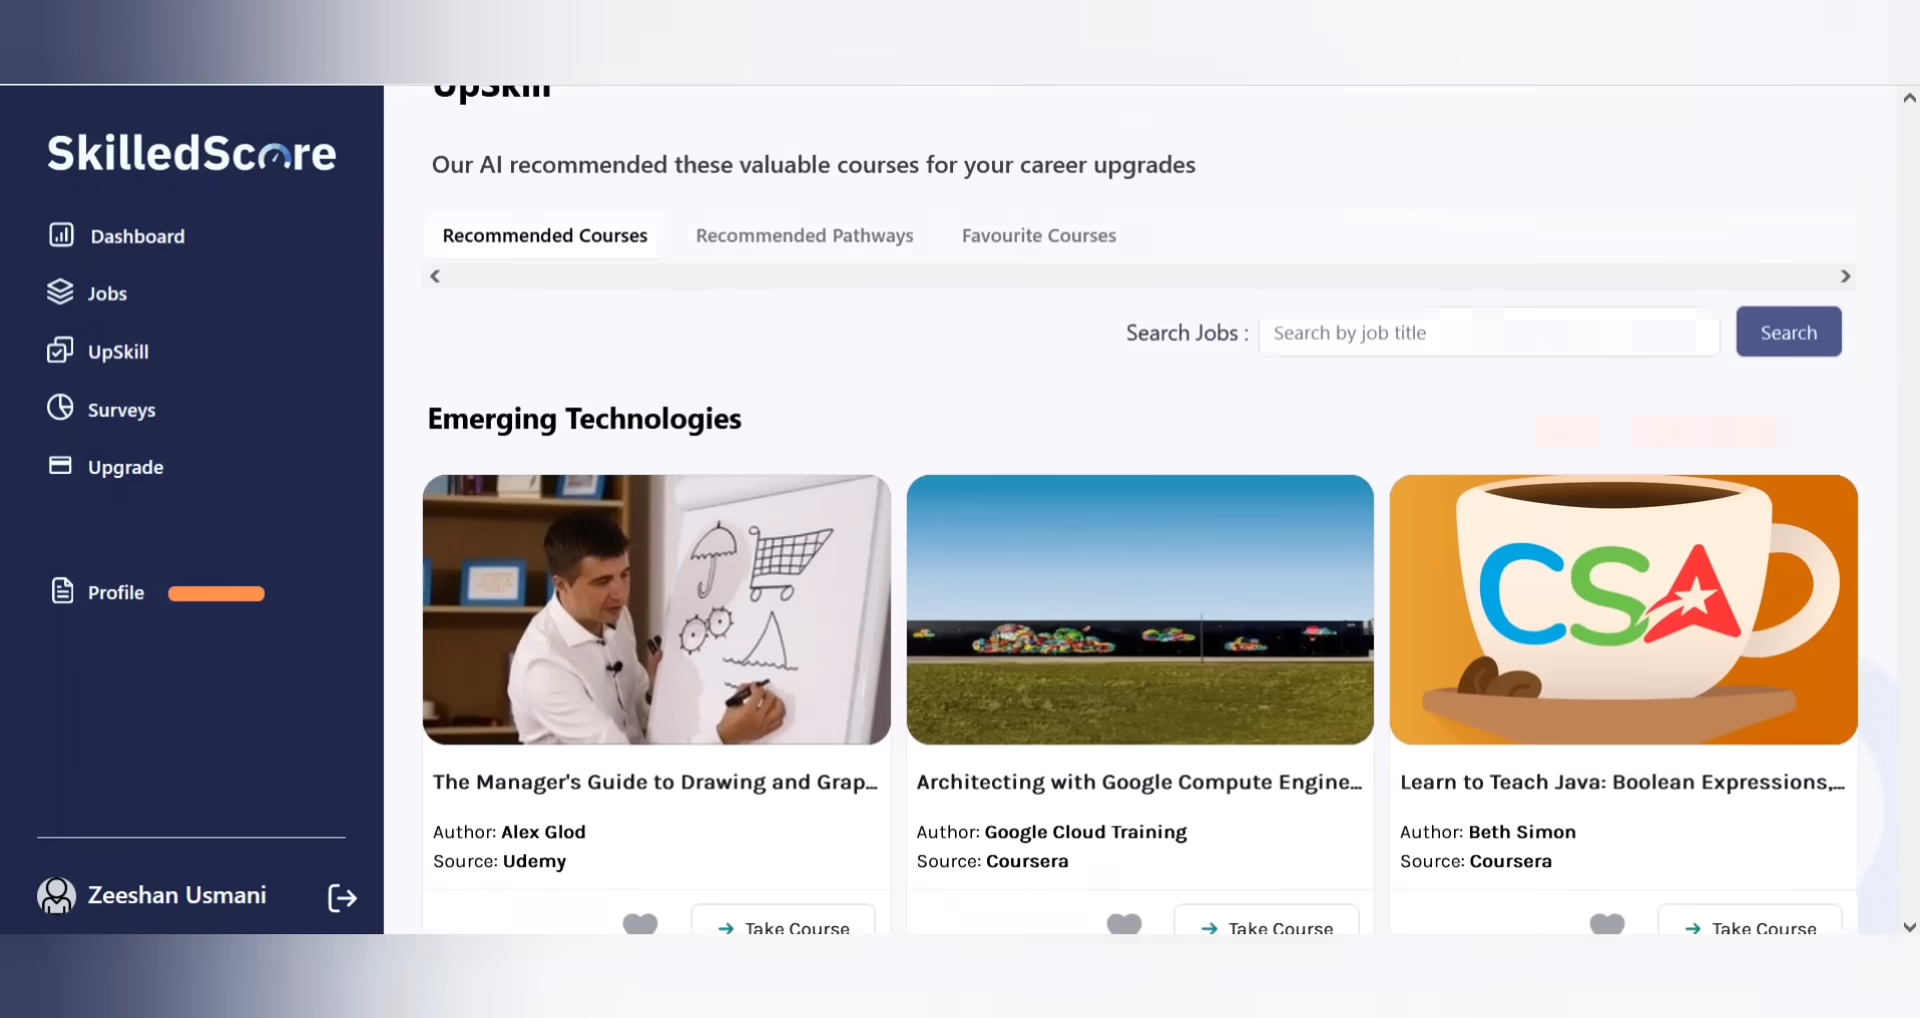 UpSkill
SkilledScore
Our AI recommended these valuable courses for your career upgrades
Dashboard
Jobs
UpSkill
Surveys
Upgrade
Profile
Zeeshan Usmani
Recommended Courses
Recommended Pathways
Favourite Courses
Search Jobs :
Search by job title
Search
Emerging Technologies
CSA
The Manager's Guide to Drawing and Grap...
Author: Alex Glod
Source: Udemy
Take Course
Architecting with Google Compute Engine...
Author: Google Cloud Training
Source: Coursera
Take Course
Learn to Teach Java: Boolean Expressions,...
Author: Beth Simon
Source: Coursera
Take Course